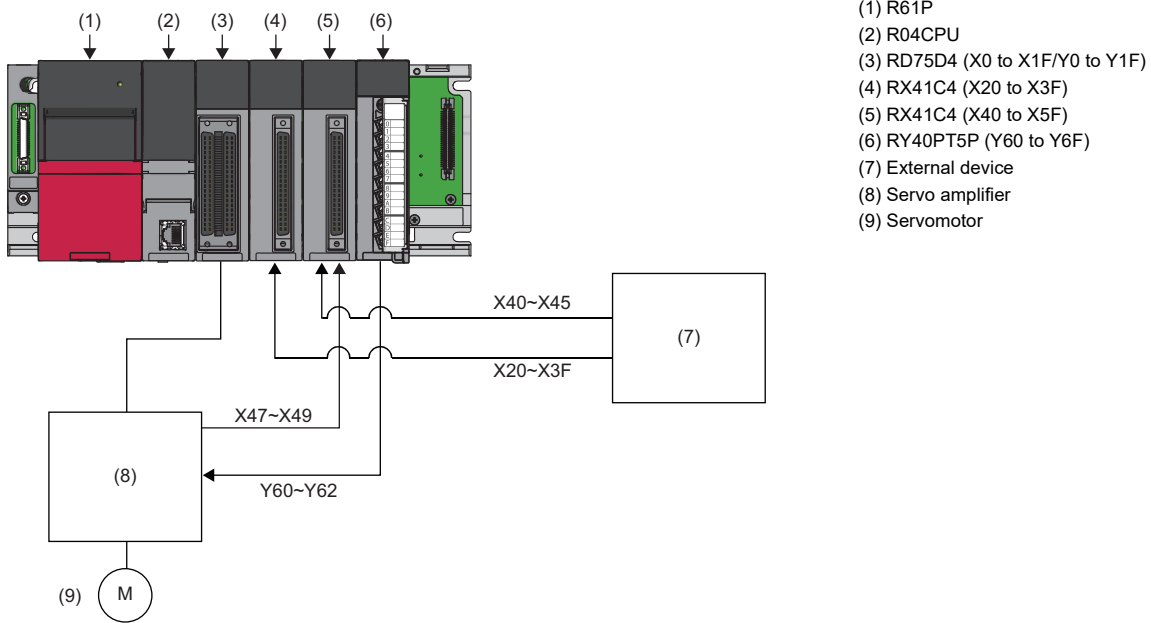 (1) (2) (3) (4) (5) (6)
(1) R61P
(2) R04CPU
(3) RD75D4 (X0 to X1F/Y0 to Y1F)
(4) RX41C4 (X20 to X3F)
(5) RX41C4 (X40 to X5F)
(6) RY40PT5P (Y60 to Y6F)
(7) External device
(8) Servo amplifier
(9) Servomotor
X40~X45
(7)
X20~X3F
X47~X49
(8)
Y60~Y62
(9) M